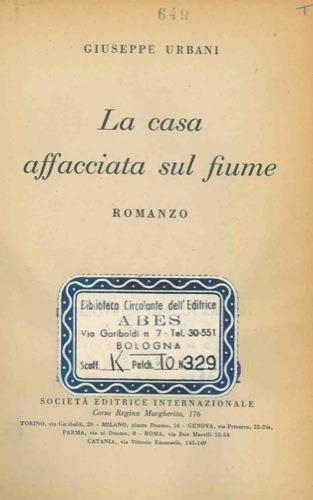 649
T
GIUSEPPE URBANI
La casa
affacciata sul fiume
ROMANZO
Biblioteca Circolante dell'Editrice
ABES
Via Garibaldi n 7 - Tel. 30-551
BOLOGNA
Scaff. K Palch. TO N. 329
SOCIETÀ EDITRICE INTERNAZIONALE
Corso Regina Margherita, 176
TORINO, via Garibaldi, 20 - MILANO, piazza Duomo, 16 - GENOVA, via Petrarca, 22-24r,
PARMA, via al Duomo, 8 - ROMA, via Due Macelli 52-54
CATANIA, via Vittorio Emanuele, 145-149